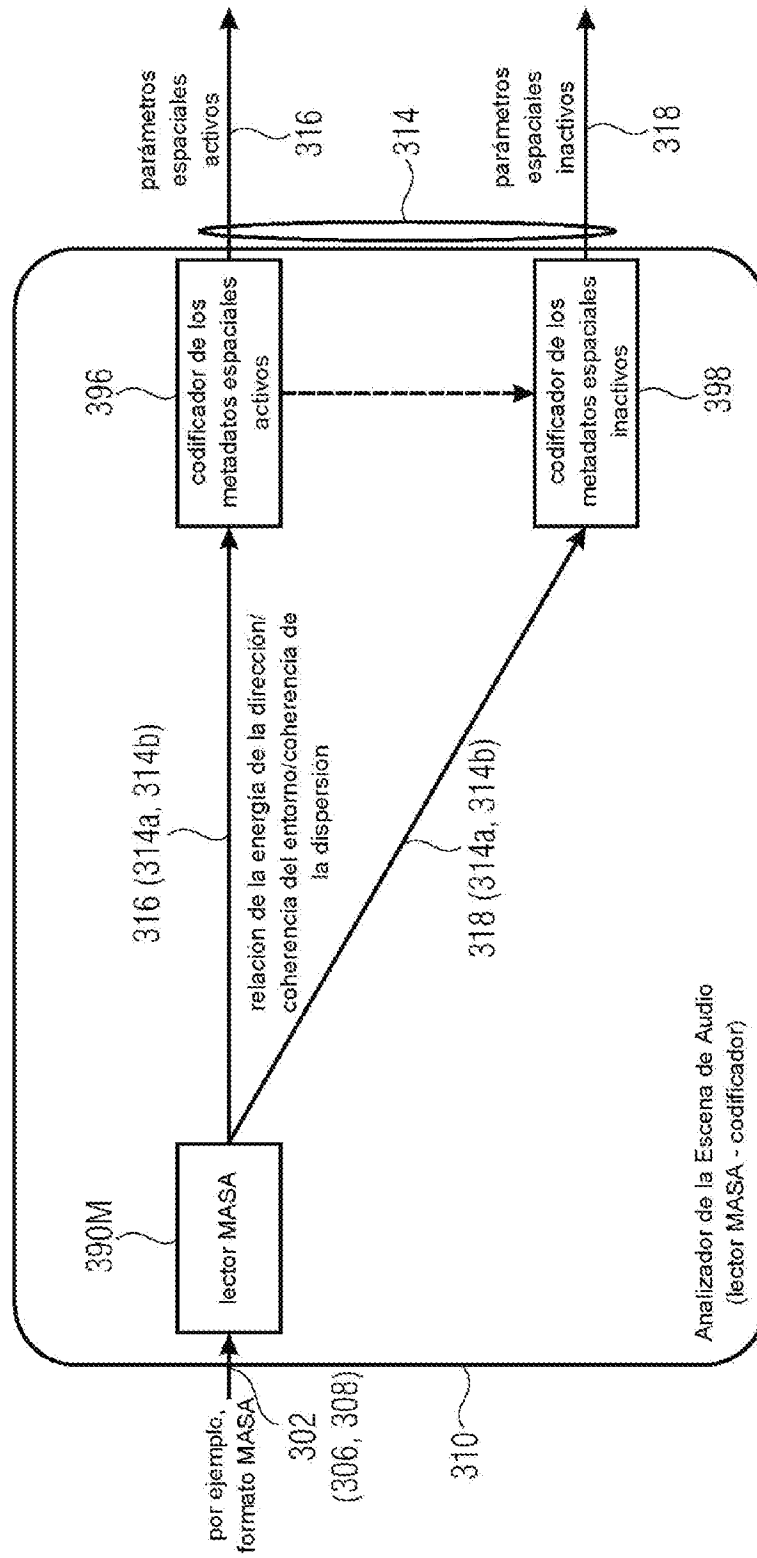 por ejemplo,
formato MASA
302
(306, 308)
310
390M
lector MASA
316 (314a, 314b)
relación de la energía de la dirección/
coherencia del entorno/coherencia de
la dispersión
318 (314a, 314b)
396
codificador de los
metadatos espaciales
activos
codificador de los
metadatos espaciales
inactivos
398
parámetros
espaciales
activos
316
314
parámetros
espaciales
inactivos
318
Analizador de la Escena de Audio
(lector MASA - codificador)